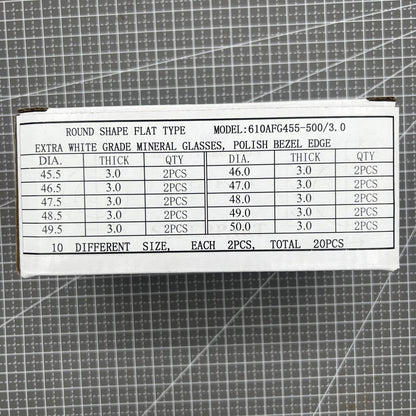 ROUND SHAPE FLAT TYPE MODEL:610AFG455-500/3.0
EXTRA WHITE GRADE MINERAL GLASSES, POLISH BEZEL EDGE
DIA. THICK QTY DIA. THICK QTY
45.5 3.0 2PCS 46.0 3.0 2PCS
46.5 3.0 2PCS 47.0 3.0 2PCS
47.5 3.0 2PCS 48.0 3.0 2PCS
48.5 3.0 2PCS 49.0 3.0 2PCS
49.5 3.0 2PCS 50.0 3.0 2PCS
10 DIFFERENT SIZE, EACH 2PCS, TOTAL 20PCS